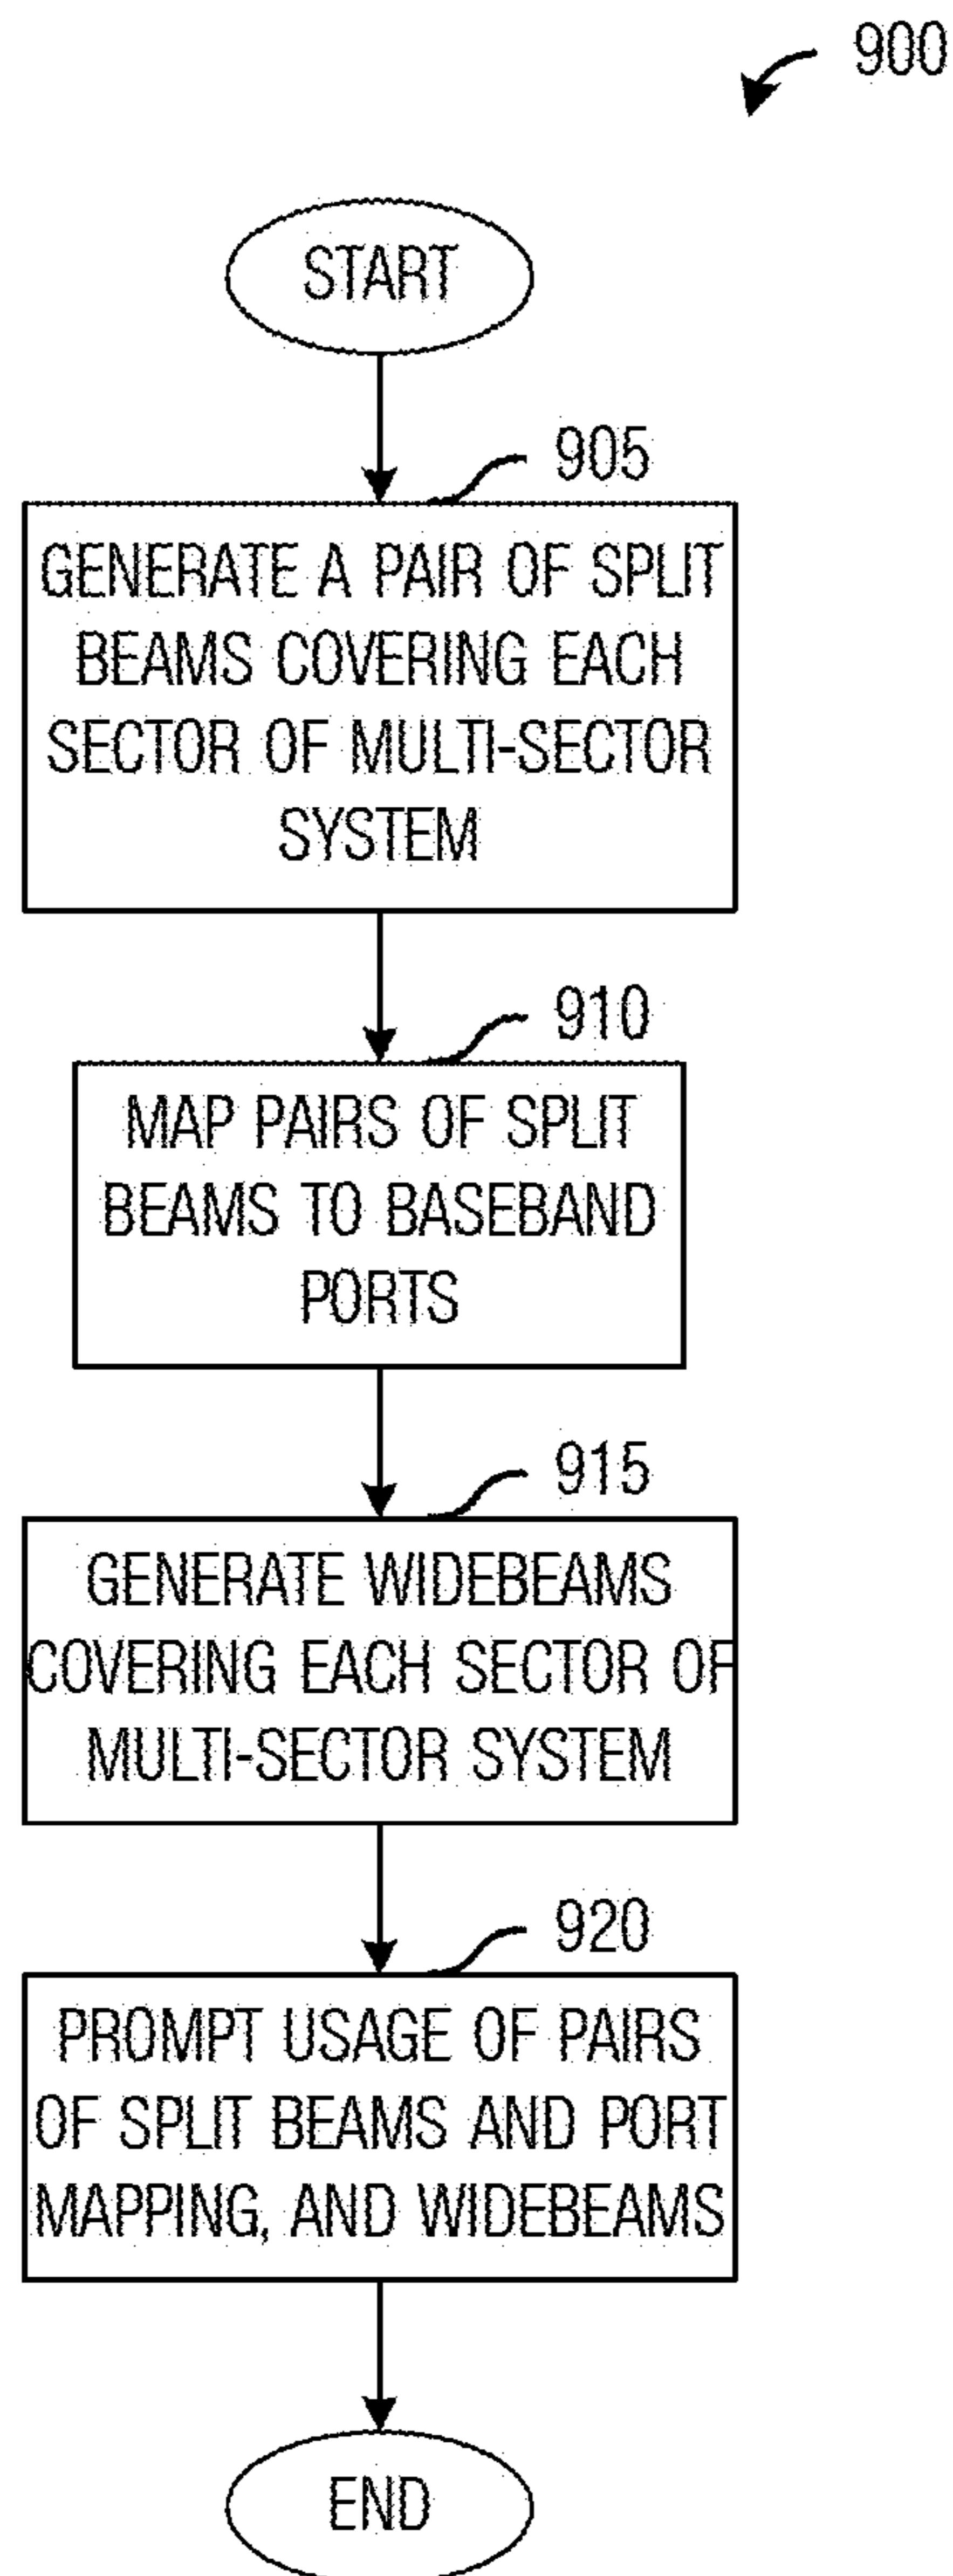 900
START
905
GENERATE A PAIR OF SPLIT
BEAMS COVERING EACH
SECTOR OF MULTI-SECTOR
SYSTEM
910
MAP PAIRS OF SPLIT
BEAMS TO BASEBAND
PORTS
915
GENERATE WIDEBEAMS
COVERING EACH SECTOR OF
MULTI-SECTOR SYSTEM
920
PROMPT USAGE OF PAIRS
OF SPLIT BEAMS AND PORT
MAPPING, AND WIDEBEAMS
END